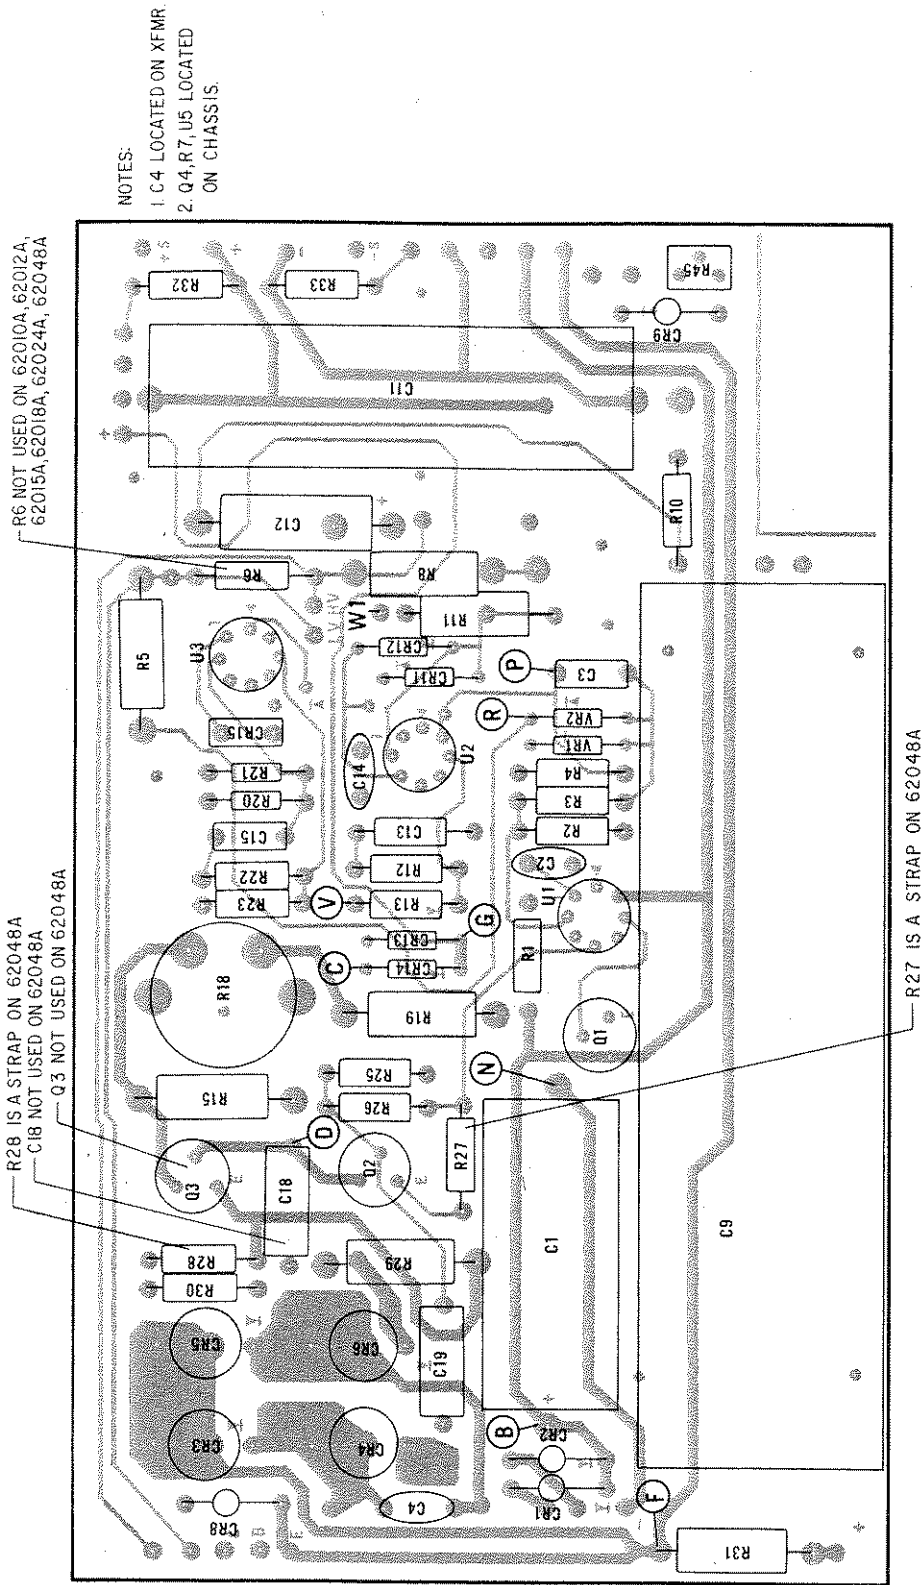 NOTES:
1. C4 LOCATED ON XFMR.
2. Q4, R7, U5 LOCATED
ON CHASSIS.
R6 NOT USED ON 62010A, 62012A,
62015A, 62018A, 62024A, 62048A
R28 IS A STRAP ON 62048A
C18 NOT USED ON 62048A
Q3 NOT USED ON 62048A
R27 IS A STRAP ON 62048A
+S
+
-
-S
R32
R33
R45
CR9
C11
+
C12
+
R10
R6
R8
R5
W1
R11
LV HV
U3
CR12
CR11
P
C3
R
VR2
VR1
CR15
U2
C14
R21
R20
R4
R3
R2
C15
C13
R22
R12
C2
U1
R23
V
R13
G
CR13
CR14
C
R1
R18
R19
Q1
E
N
R25
R26
R15
D
R27
Q3
E
C18
Q2
E
C1
C9
R28
R30
R29
CR5
CR6
C19
+
CR3
CR4
B
CR2
CR1
CR8
C4
F
B
E
-
R31
+